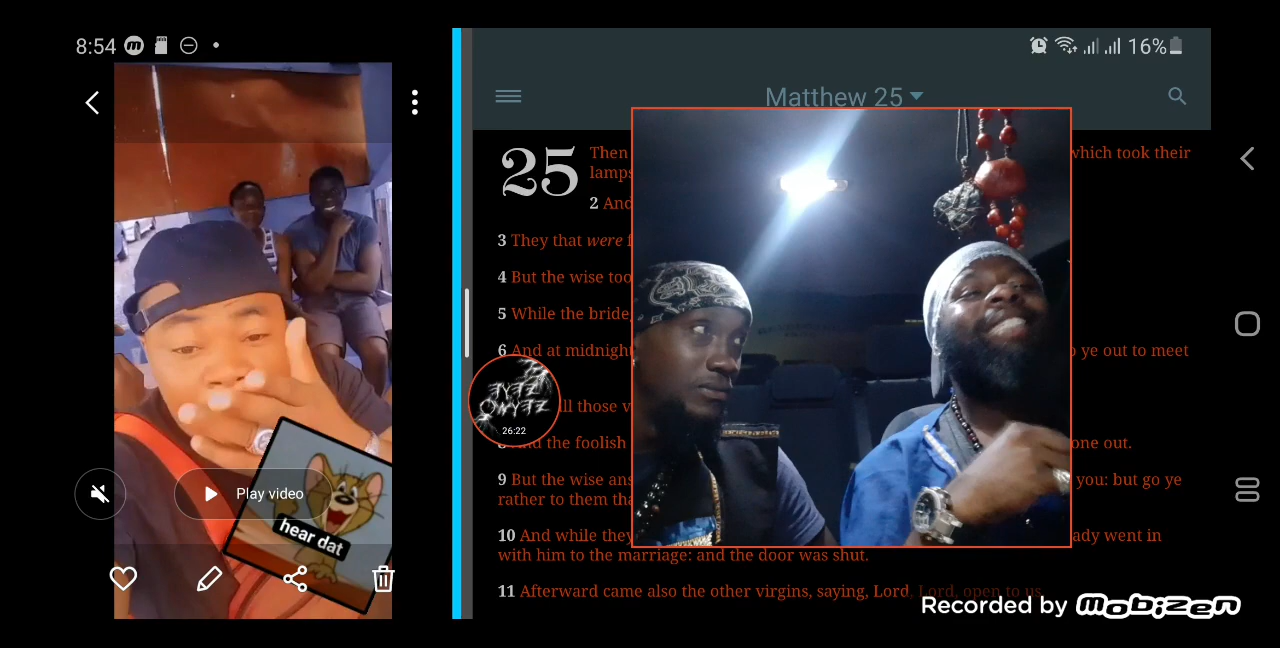 8:54
16%
Matthew 25
25 Then which took their
lamps
2 And
3 They that were f
4 But the wise too
5 While the bride
6 And at midnight o ye out to meet
all those v
And the foolish one out.
9 But the wise ans you: but go ye
rather to them tha
10 And while they ady went in
with him to the marriage: and the door was shut.
11 Afterward came also the other virgins, saying, Lord, Lord, open to us.
26:22
Play video
hear dat
Recorded by mobizen